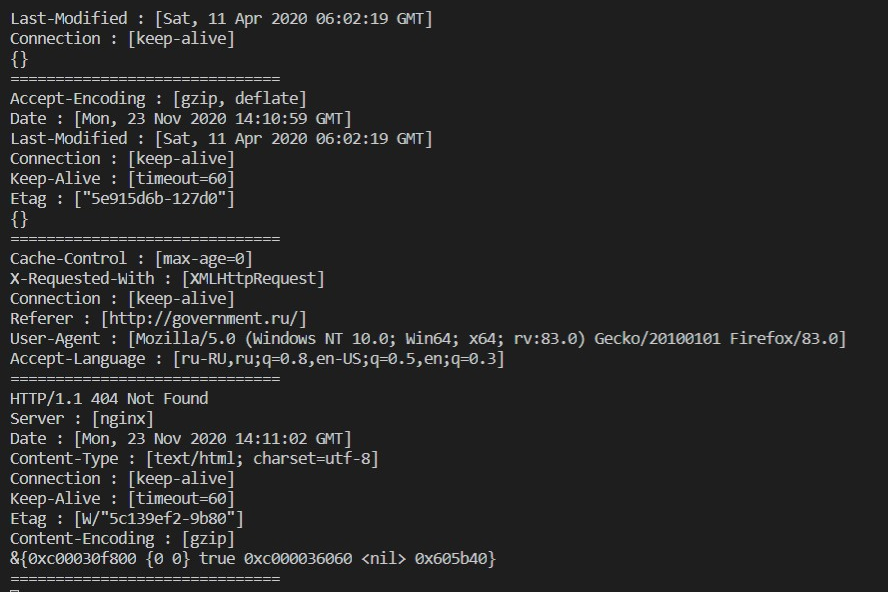 Last-Modified : [Sat, 11 Apr 2020 06:02:19 GMT]
Connection : [keep-alive]
{}
==============================
Accept-Encoding : [gzip, deflate]
Date : [Mon, 23 Nov 2020 14:10:59 GMT]
Last-Modified : [Sat, 11 Apr 2020 06:02:19 GMT]
Connection : [keep-alive]
Keep-Alive : [timeout=60]
Etag : ["5e915d6b-127d0"]
{}
==============================
Cache-Control : [max-age=0]
X-Requested-With : [XMLHttpRequest]
Connection : [keep-alive]
Referer : [http://government.ru/]
User-Agent : [Mozilla/5.0 (Windows NT 10.0; Win64; x64; rv:83.0) Gecko/20100101 Firefox/83.0]
Accept-Language : [ru-RU,ru;q=0.8,en-US;q=0.5,en;q=0.3]
==============================
HTTP/1.1 404 Not Found
Server : [nginx]
Date : [Mon, 23 Nov 2020 14:11:02 GMT]
Content-Type : [text/html; charset=utf-8]
Connection : [keep-alive]
Keep-Alive : [timeout=60]
Etag : [W/"5c139ef2-9b80"]
Content-Encoding : [gzip]
&{0xc00030f800 {0 0} true 0xc000036060 <nil> 0x605b40}
==============================